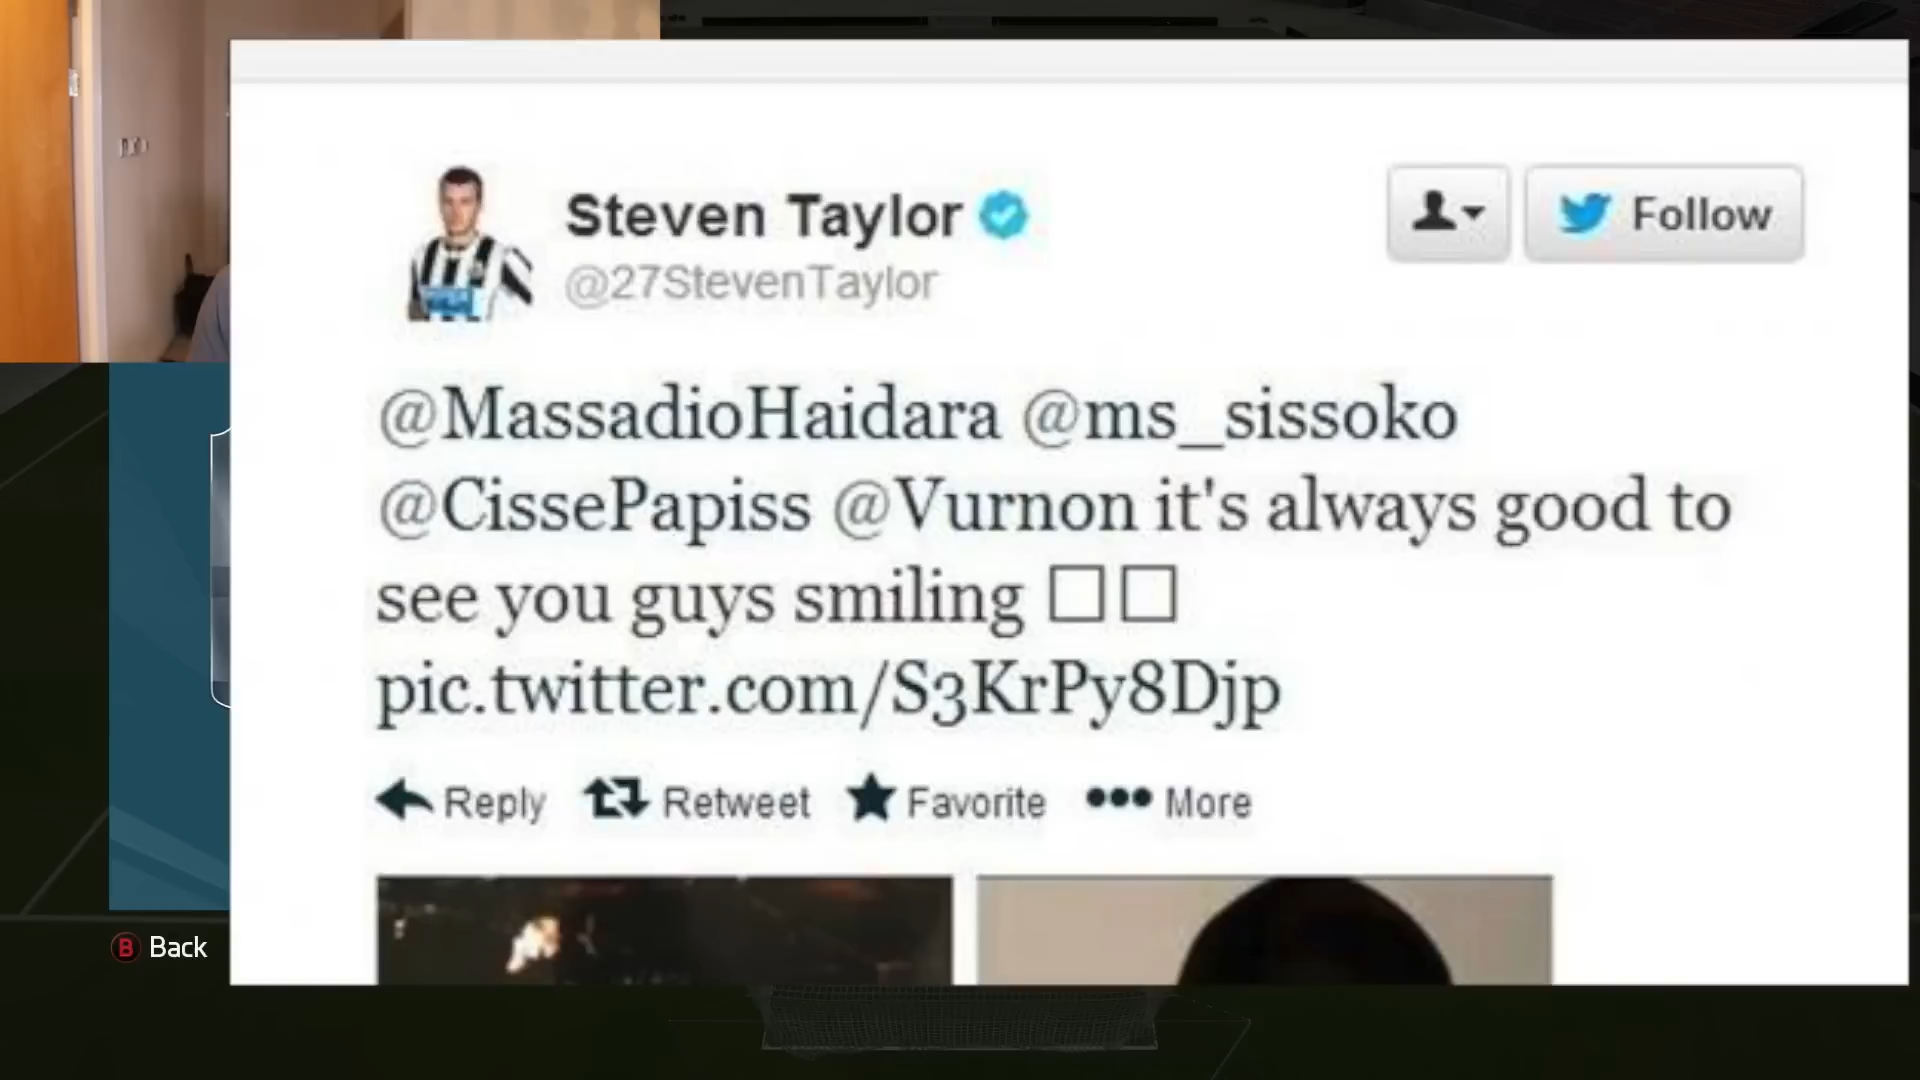 Steven Taylor
@27StevenTaylor
Follow
@MassadioHaidara @ms_sissoko
@CissePapiss @Vurnon it's always good to
see you guys smiling □□
pic.twitter.com/S3KrPy8Djp
Reply Retweet Favorite More
B Back